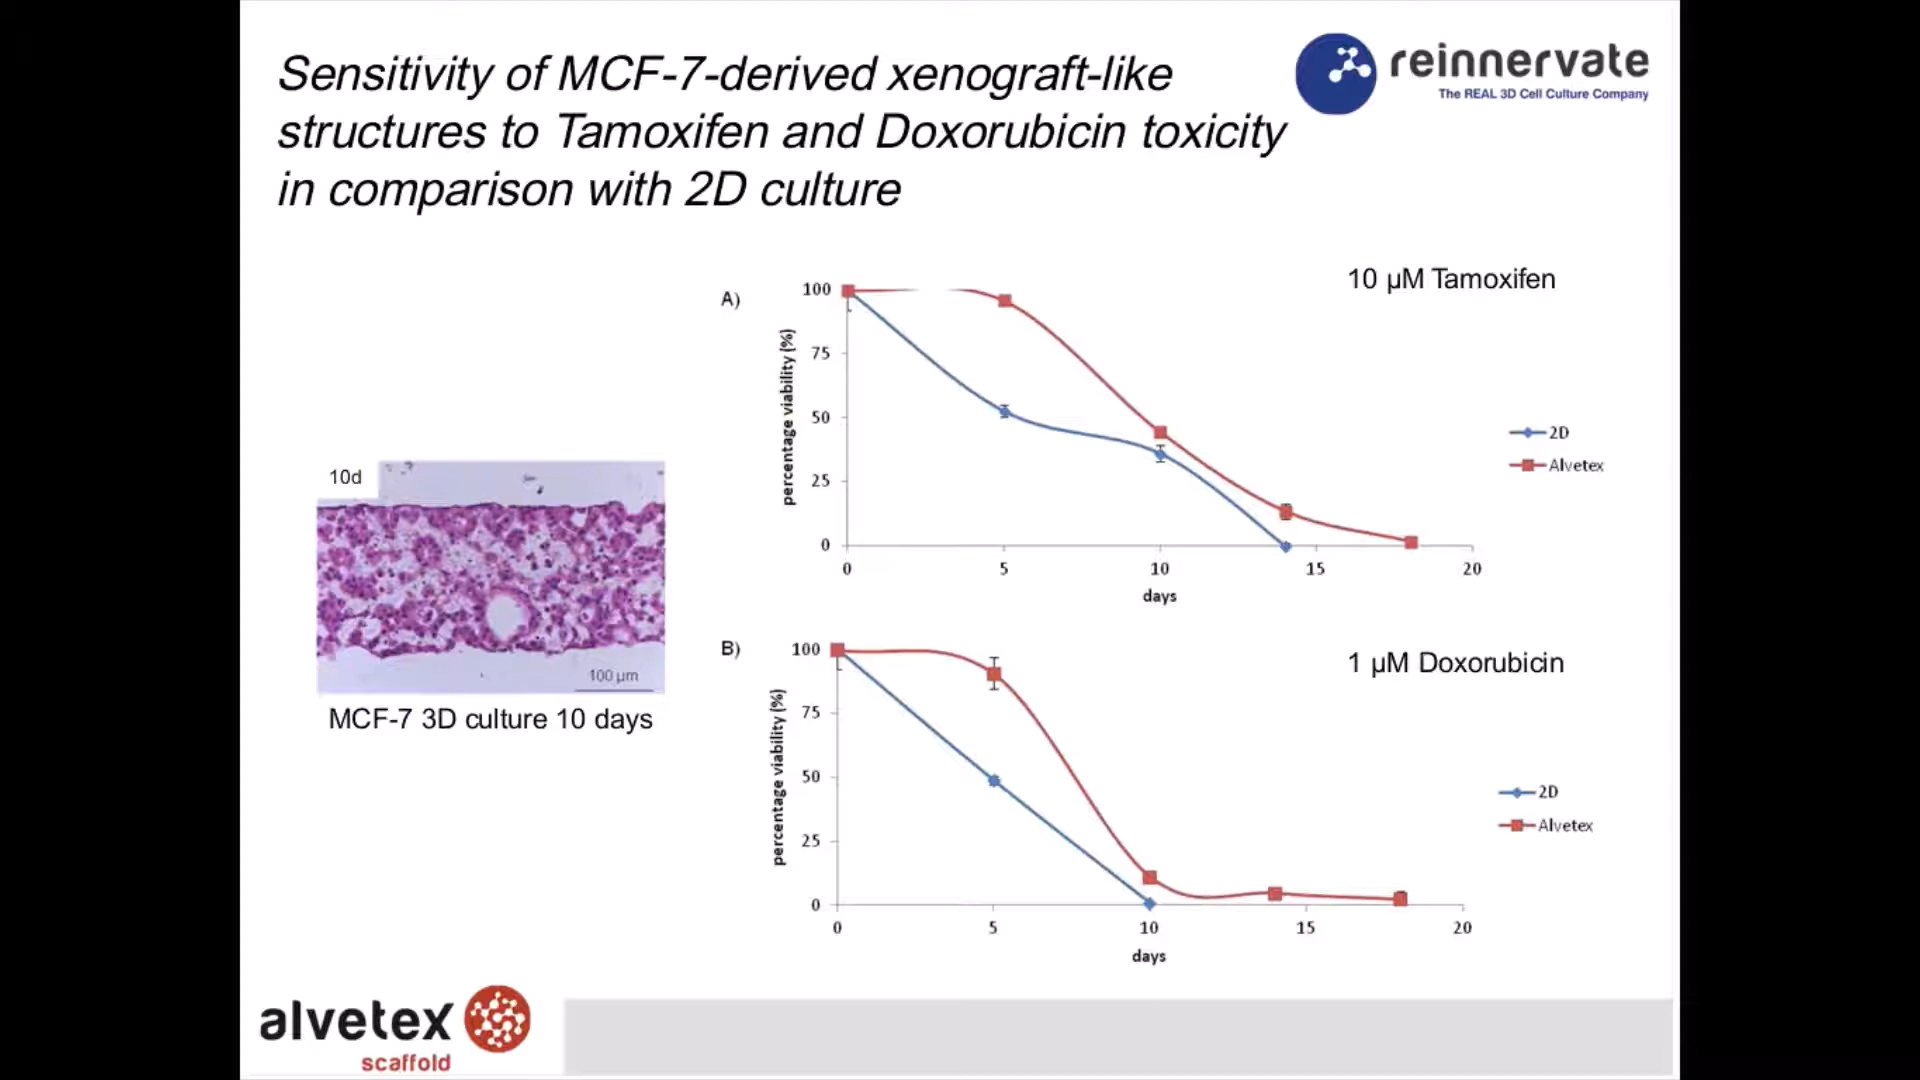 Sensitivity of MCF-7-derived xenograft-like
structures to Tamoxifen and Doxorubicin toxicity
in comparison with 2D culture
reinnervate
The REAL 3D Cell Culture Company
10d
100 µm
MCF-7 3D culture 10 days
A)
10 µM Tamoxifen
percentage viability (%)
100
75
50
25
0
0 5 10 15 20
days
2D
Alvetex
B)
1 µM Doxorubicin
percentage viability (%)
100
75
50
25
0
0 5 10 15 20
days
2D
Alvetex
alvetex
scaffold